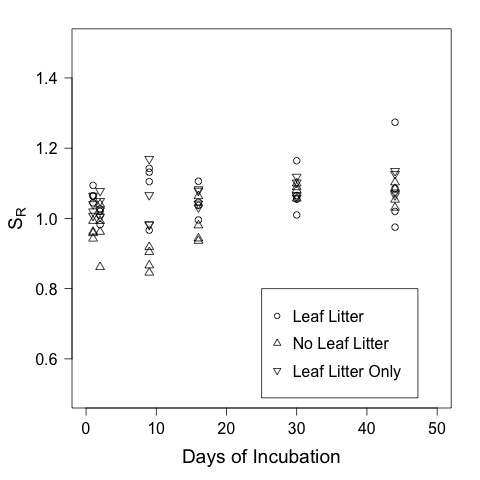 1.4
1.2
1.0
0.8
0.6
S_R
Leaf Litter
No Leaf Litter
Leaf Litter Only
0 10 20 30 40 50
Days of Incubation